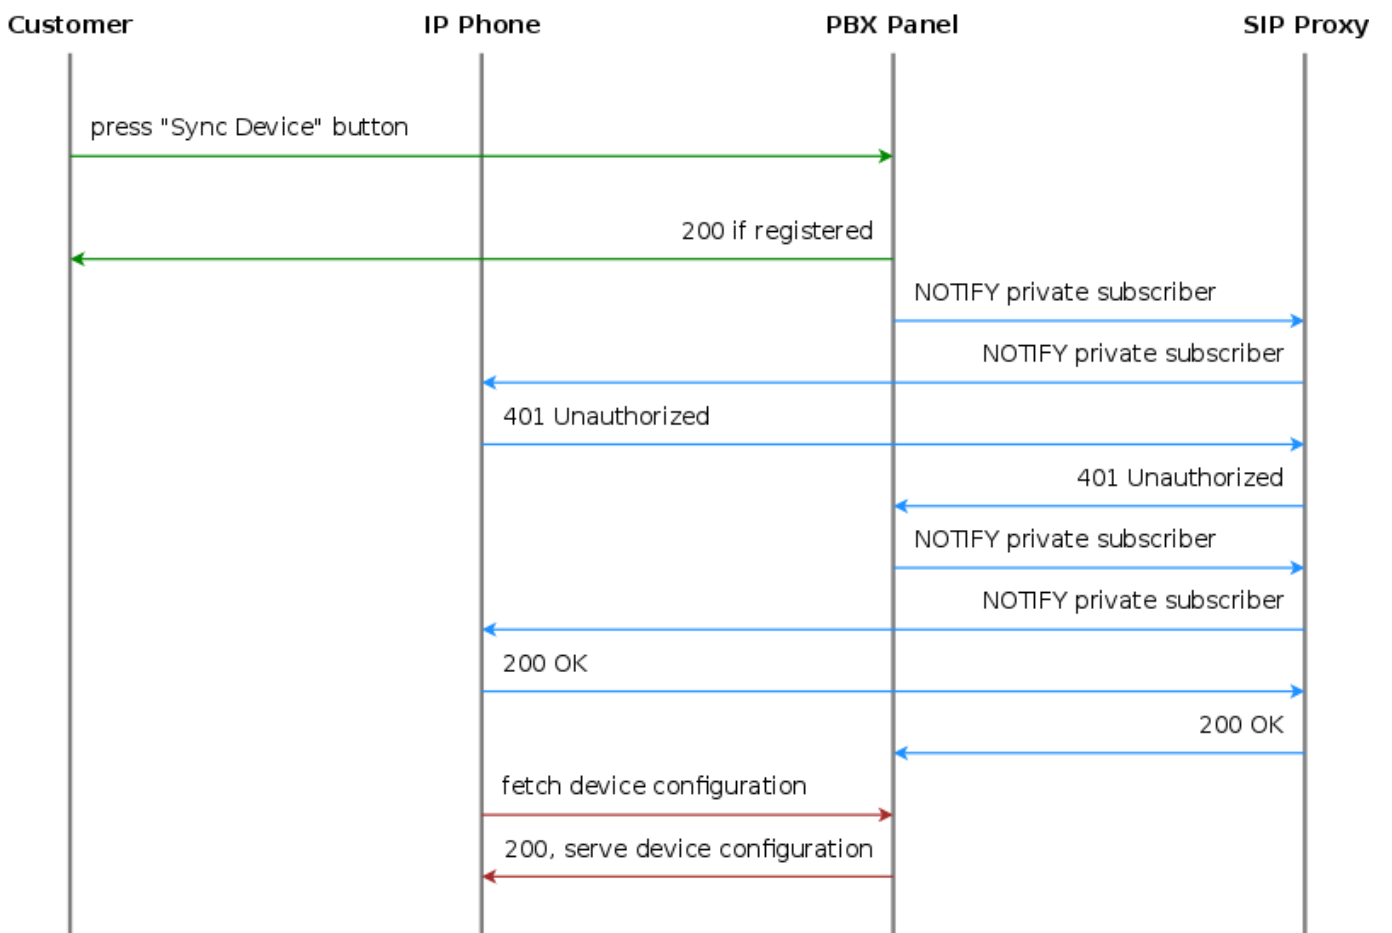 Customer IP Phone PBX Panel SIP Proxy
press "Sync Device" button
200 if registered
NOTIFY private subscriber
NOTIFY private subscriber
401 Unauthorized
401 Unauthorized
NOTIFY private subscriber
NOTIFY private subscriber
200 OK
200 OK
fetch device configuration
200, serve device configuration